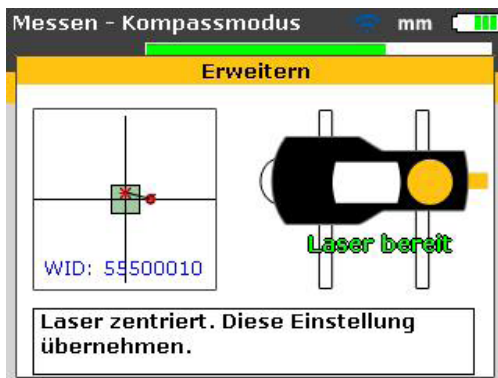 Messen - Kompassmodus mm
Erweitern
Laser bereit
WID: 55500010
Laser zentriert. Diese Einstellung
übernehmen.